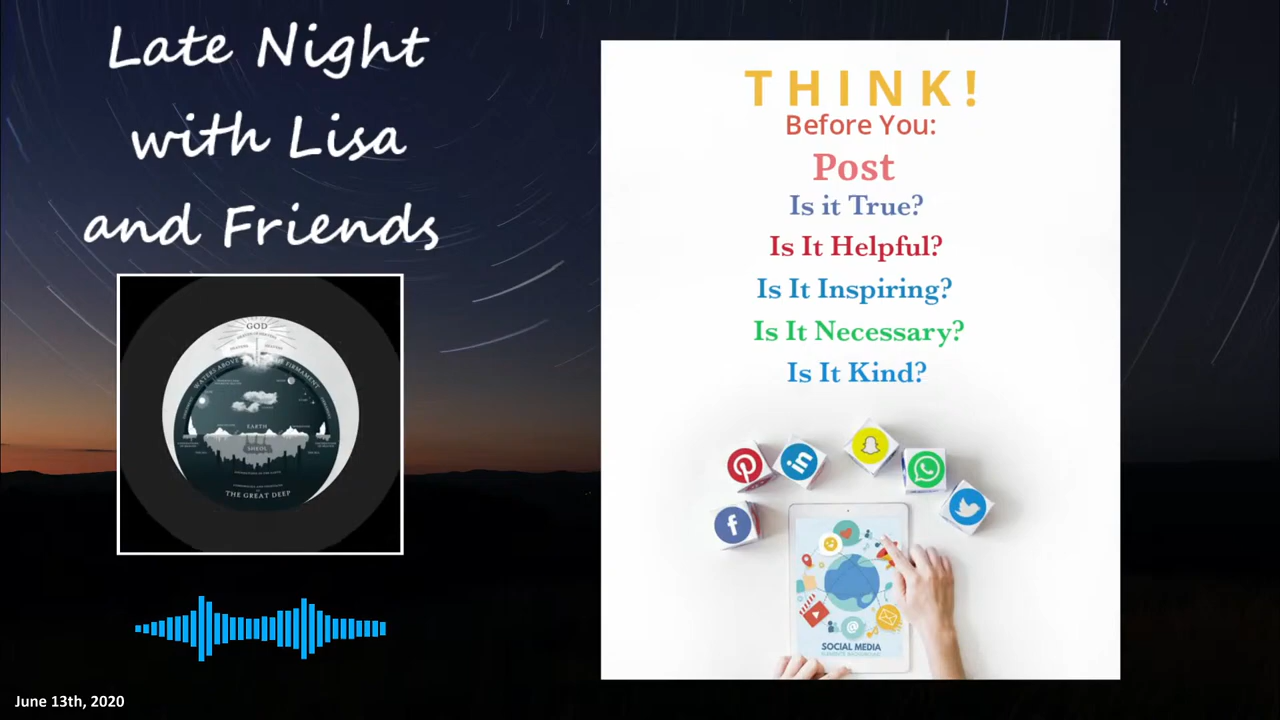 Late Night
with Lisa
and Friends
GOD
WATERS ABOVE
FIRMAMENT
EARTH
SHEOL
THE GREAT DEEP
June 13th, 2020
THINK!
Before You:
Post
Is it True?
Is It Helpful?
Is It Inspiring?
Is It Necessary?
Is It Kind?
SOCIAL MEDIA